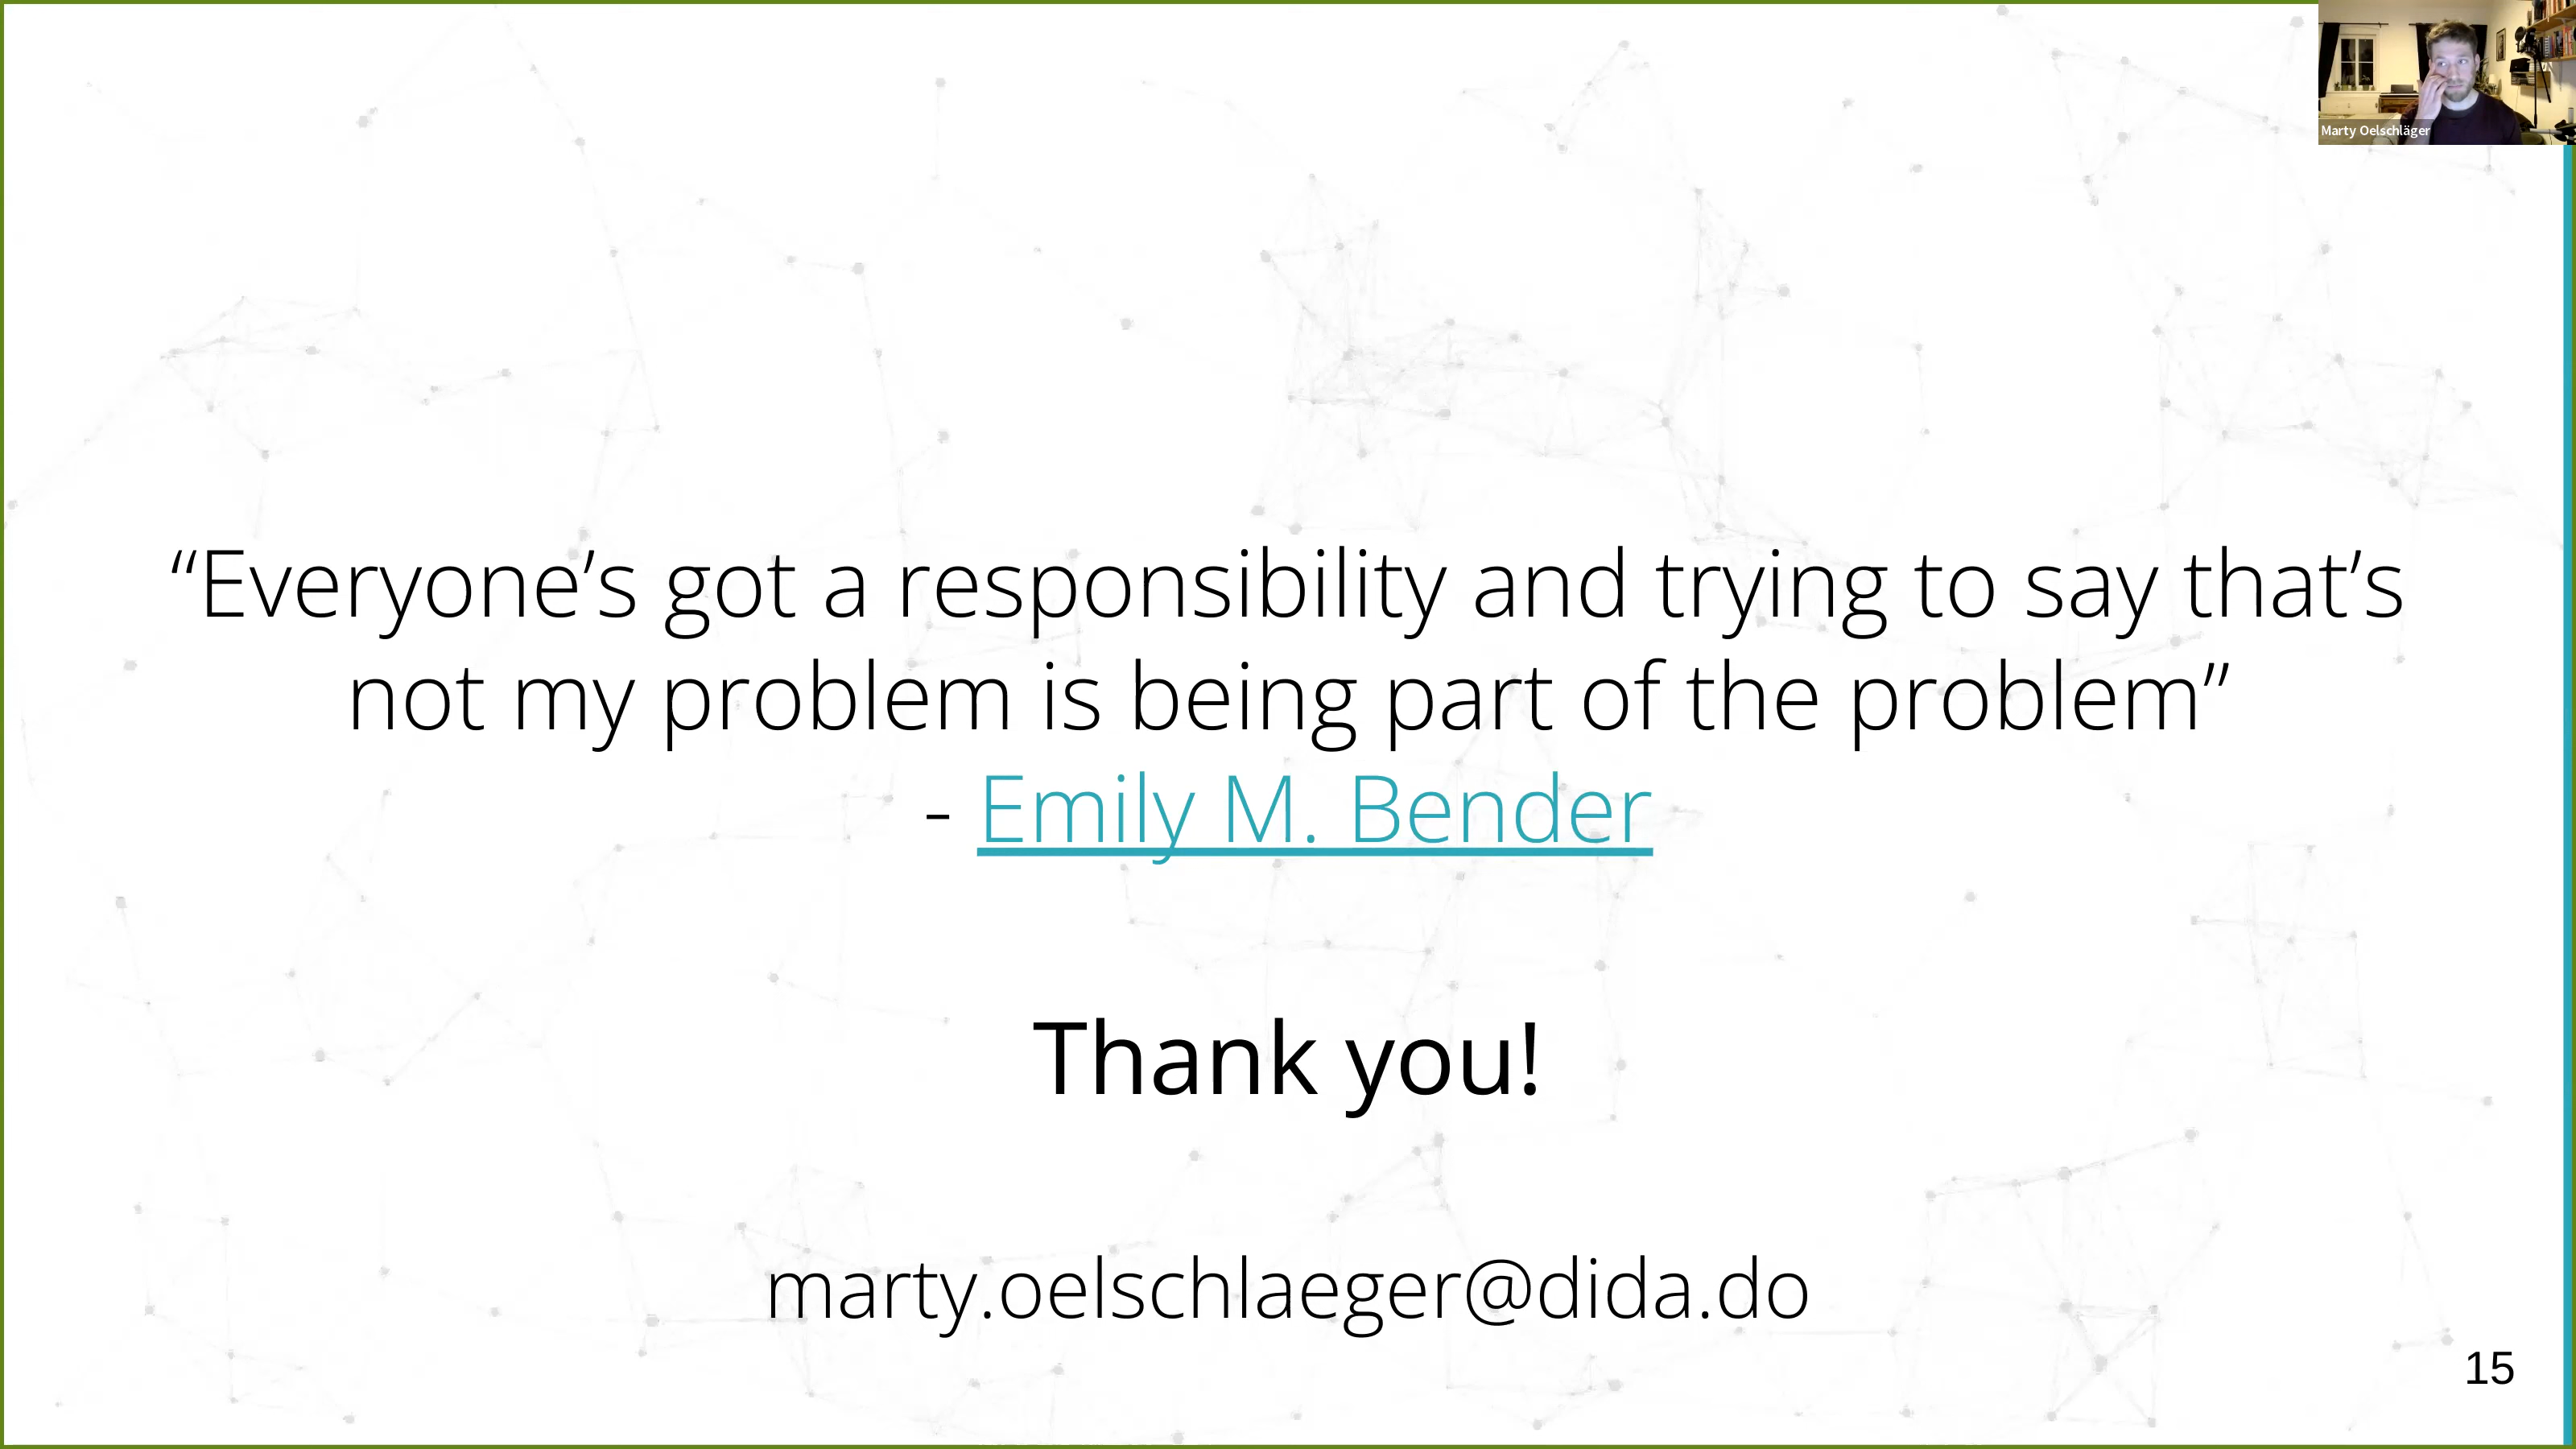 Marty Oelschläger
“Everyone’s got a responsibility and trying to say that’s
not my problem is being part of the problem”
- Emily M. Bender
Thank you!
marty.oelschlaeger@dida.do
15